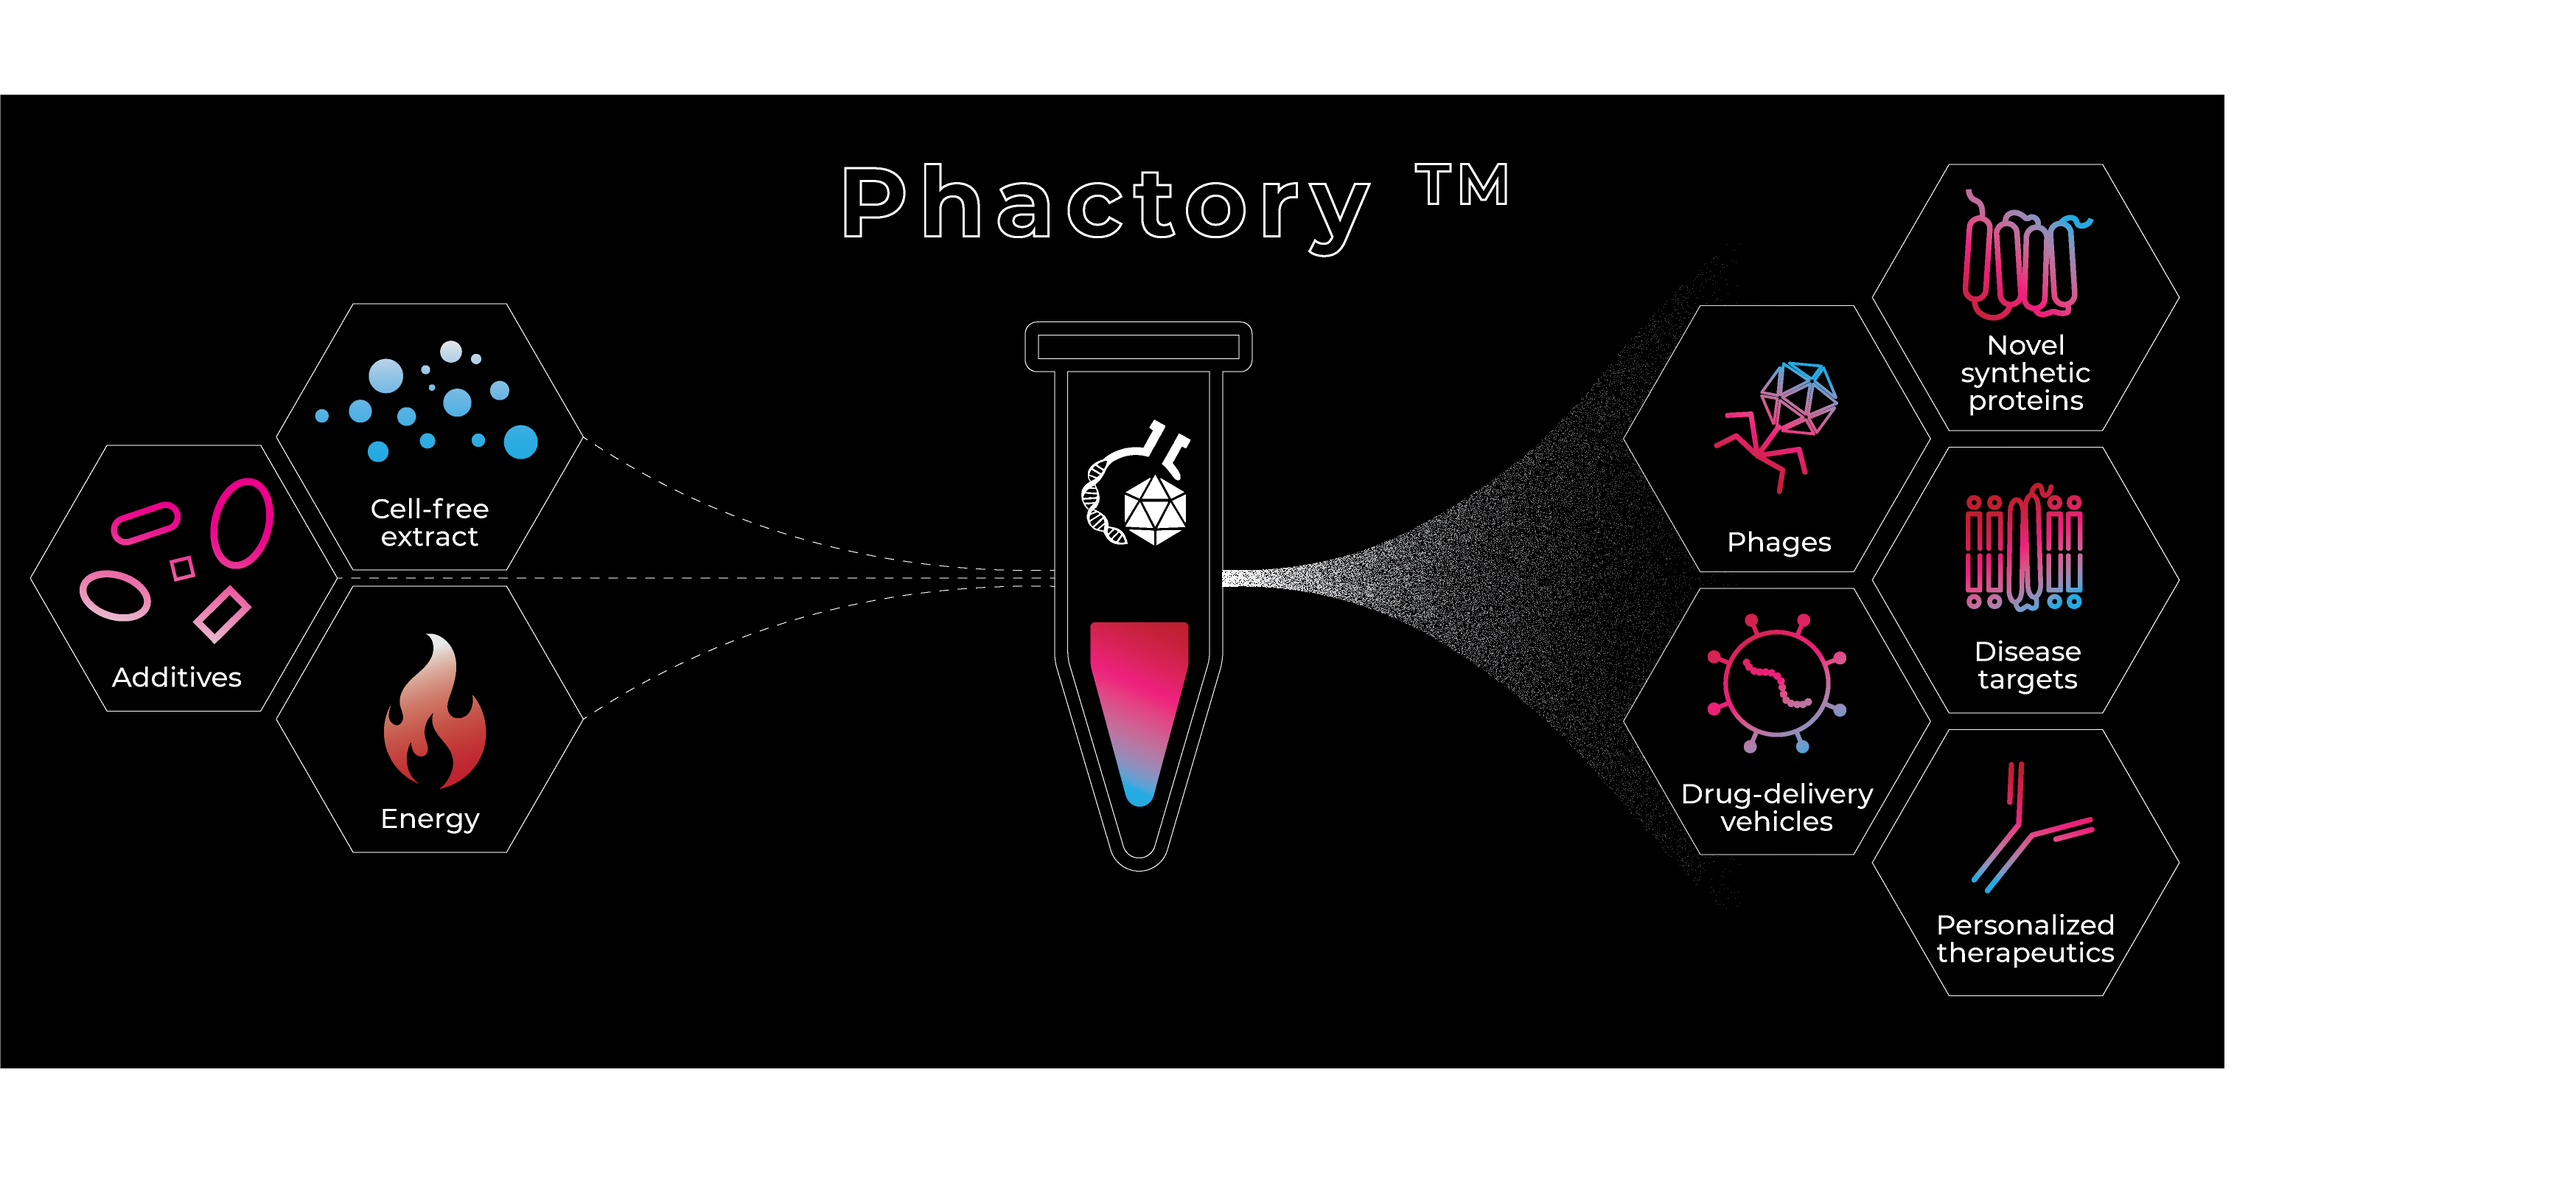 Phactory ™
Cell-free
extract
Additives
Energy
Novel
synthetic
proteins
Phages
Disease
targets
Drug-delivery
vehicles
Personalized
therapeutics